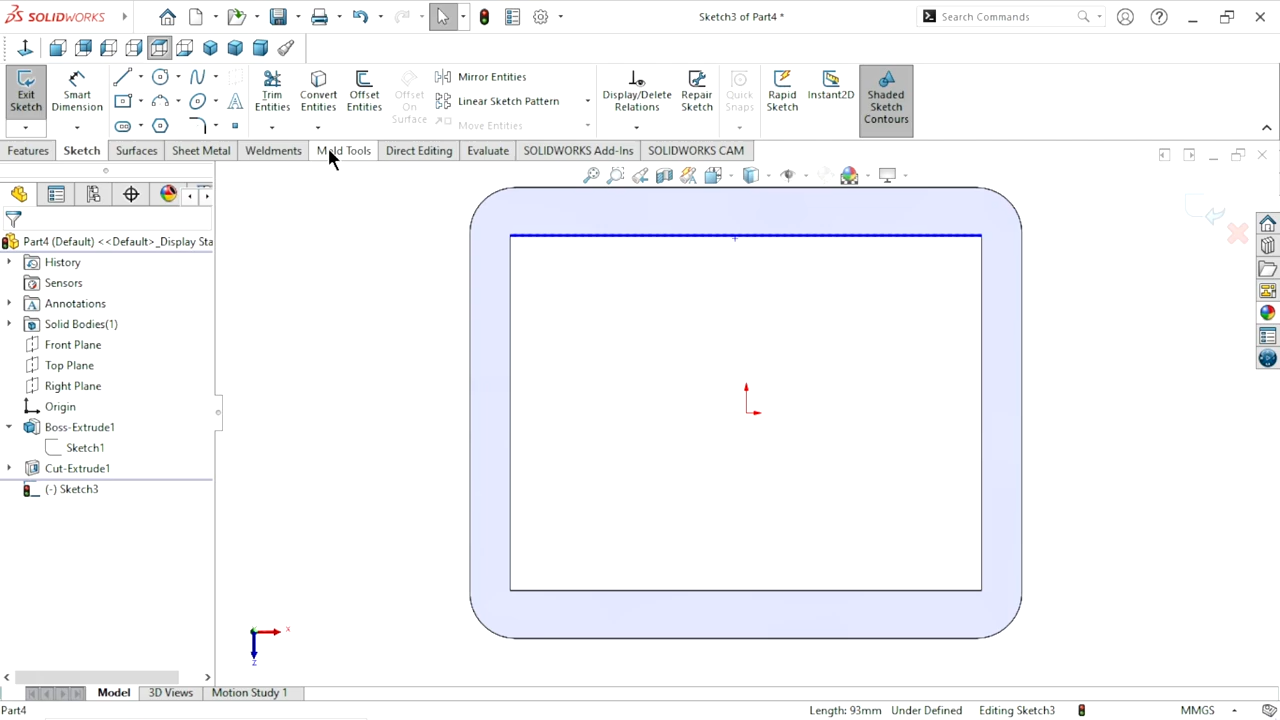 SOLIDWORKS
Sketch3 of Part4 *
Search Commands
Exit Sketch
Smart Dimension
Trim Entities
Convert Entities
Offset Entities
Offset On Surface
Mirror Entities
Linear Sketch Pattern
Move Entities
Display/Delete Relations
Repair Sketch
Quick Snaps
Rapid Sketch
Instant2D
Shaded Sketch Contours
Features
Sketch
Surfaces
Sheet Metal
Weldments
Mold Tools
Direct Editing
Evaluate
SOLIDWORKS Add-Ins
SOLIDWORKS CAM
Part4 (Default) <<Default>_Display Sta
History
Sensors
Annotations
Solid Bodies(1)
Front Plane
Top Plane
Right Plane
Origin
Boss-Extrude1
Sketch1
Cut-Extrude1
(-) Sketch3
X
Z
Model
3D Views
Motion Study 1
Part4
Length: 93mm
Under Defined
Editing Sketch3
MMGS